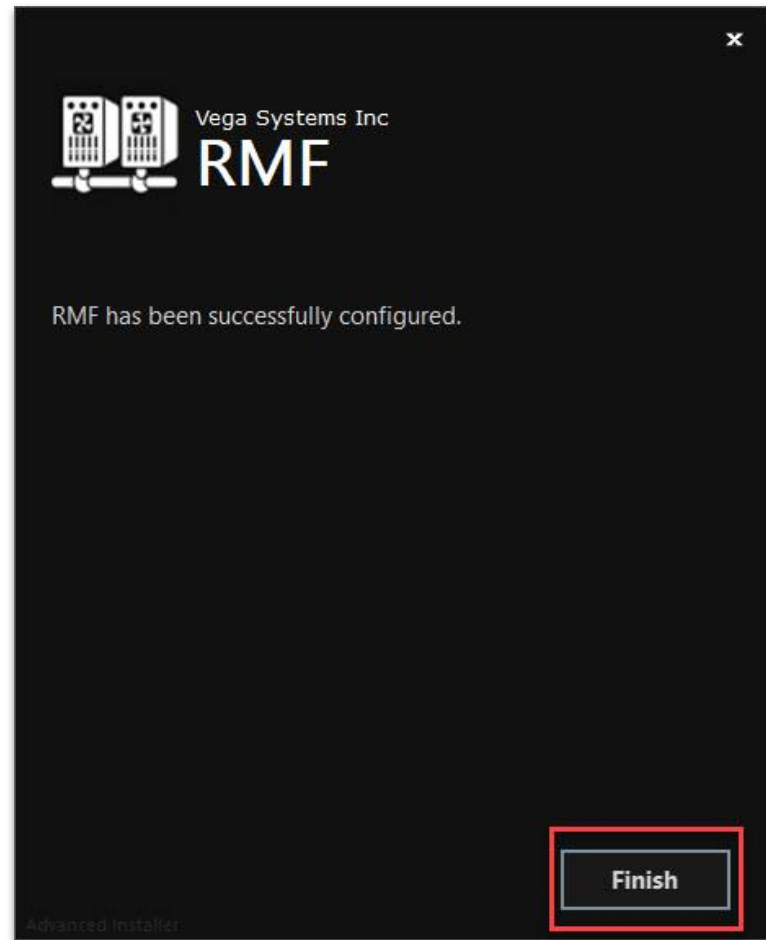 Vega Systems Inc
RMF
RMF has been successfully configured.
Finish
Advanced Installer